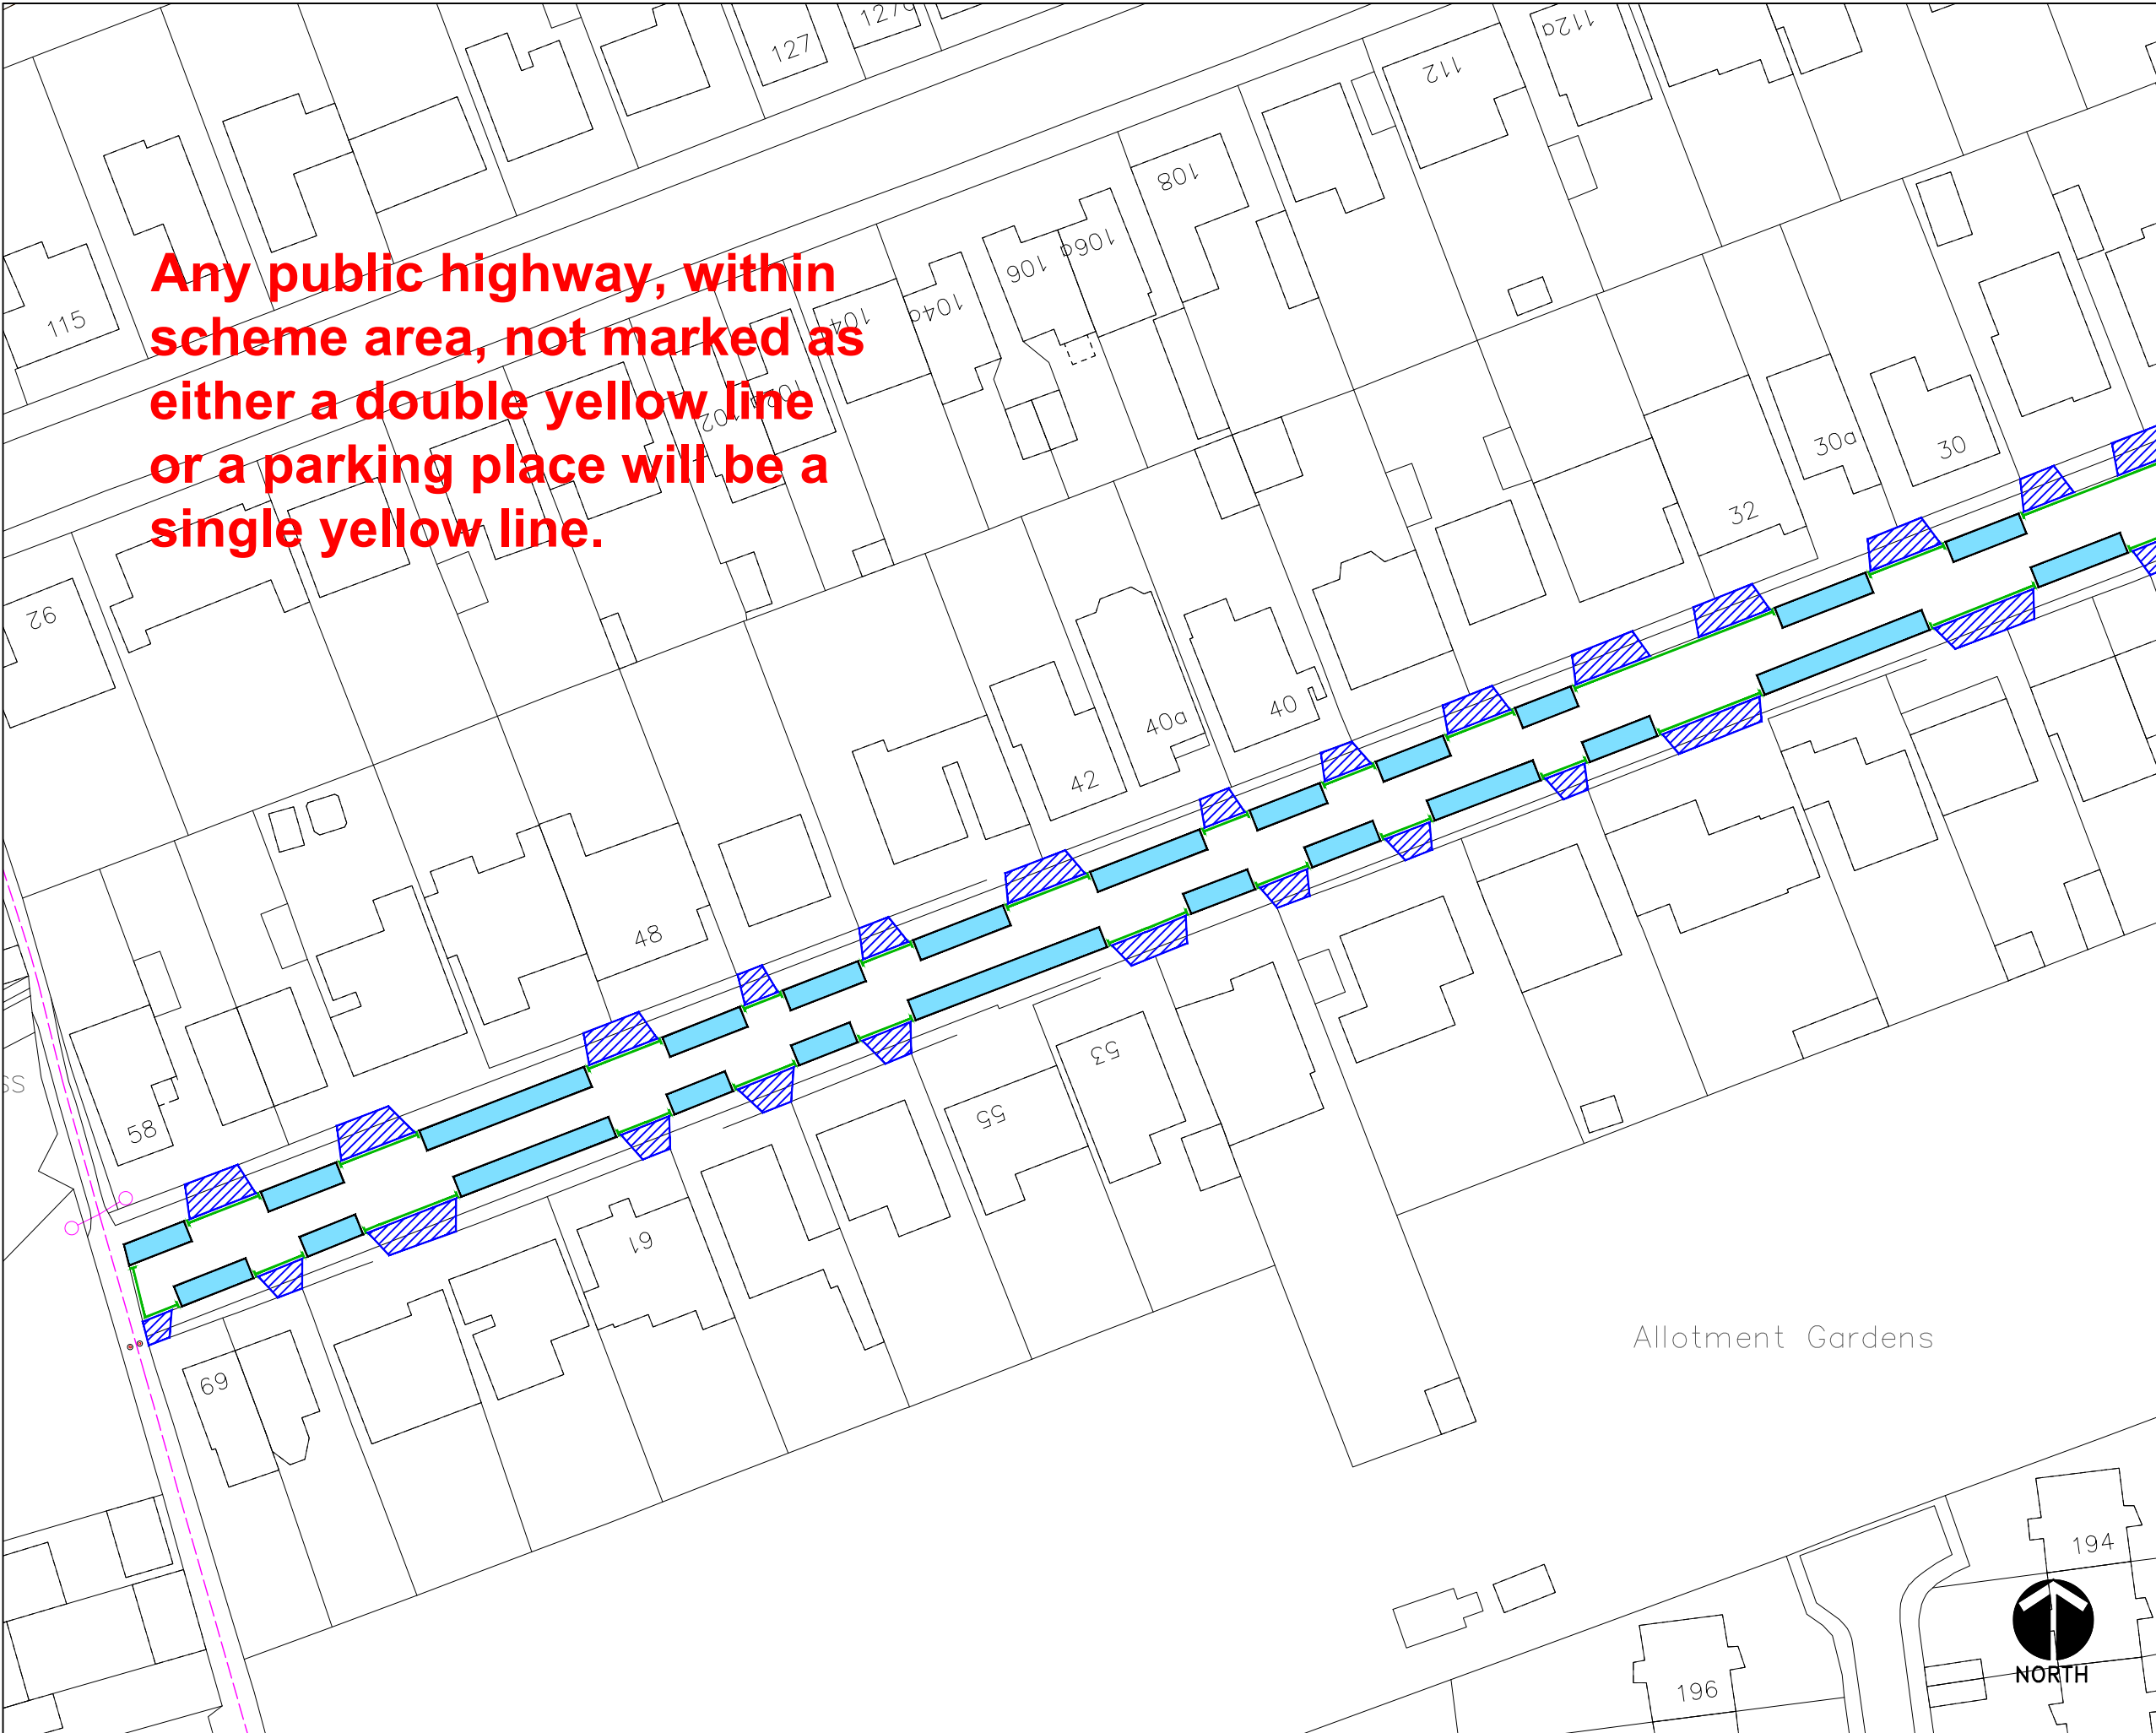 127
112a
112
108
115
106a
106
104a
104
102
Any public highway, within
scheme area, not marked as
either a double yellow line
or a parking place will be a
single yellow line.
92
30a
30
32
40a
40
42
48
58
53
55
61
69
Allotment Gardens
194
196
NORTH